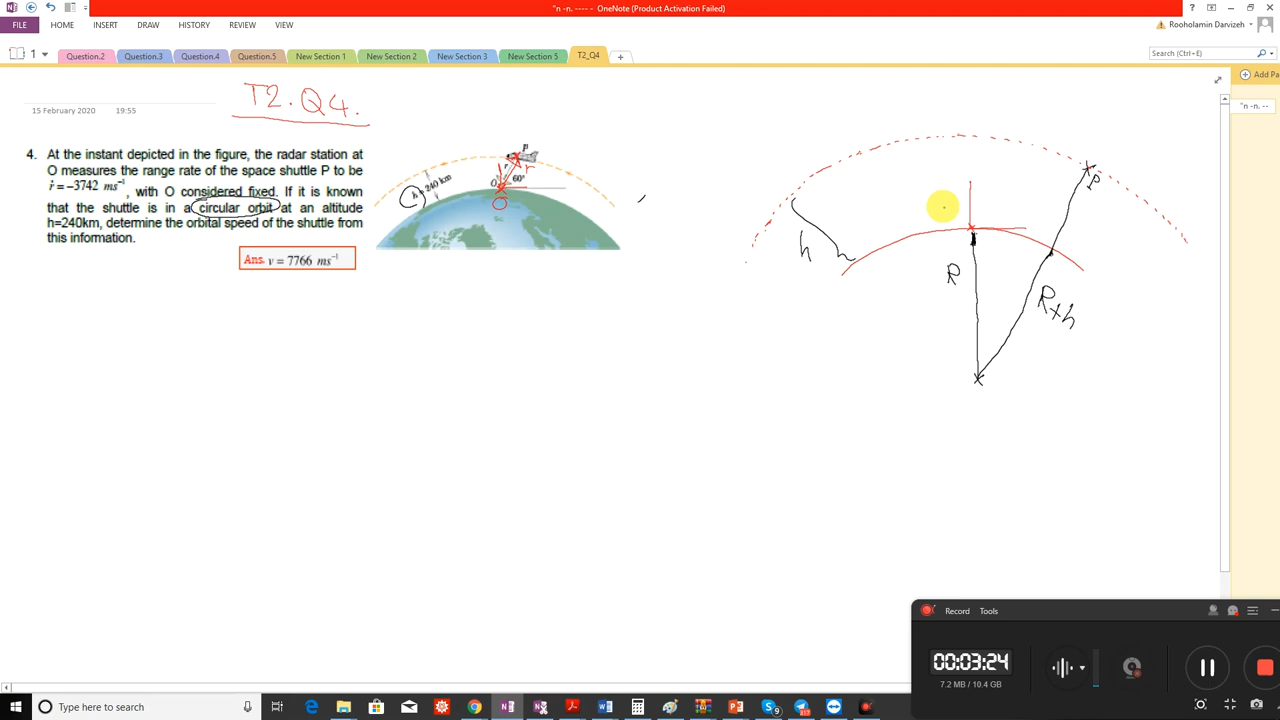 "n -n. ---- - OneNote (Product Activation Failed)
FILE HOME INSERT DRAW HISTORY REVIEW VIEW
Rooholamin Darvizeh
1 Question.2 Question.3 Question.4 Question.5 New Section 1 New Section 2 New Section 3 New Section 5 T2_Q4
Search (Ctrl+E)
Add Pa
"n -n. --
15 February 2020 19:55
T2.Q4.
4. At the instant depicted in the figure, the radar station at
O measures the range rate of the space shuttle P to be
ṙ = -3742 ms⁻¹, with O considered fixed. If it is known
that the shuttle is in a circular orbit at an altitude
h=240km, determine the orbital speed of the shuttle from
this information.
Ans. v = 7766 ms⁻¹
P
r
r
O
60°
h = 240 km
O
P
h
R
R+h
Record Tools
00:03:24
7.2 MB / 10.4 GB
Type here to search